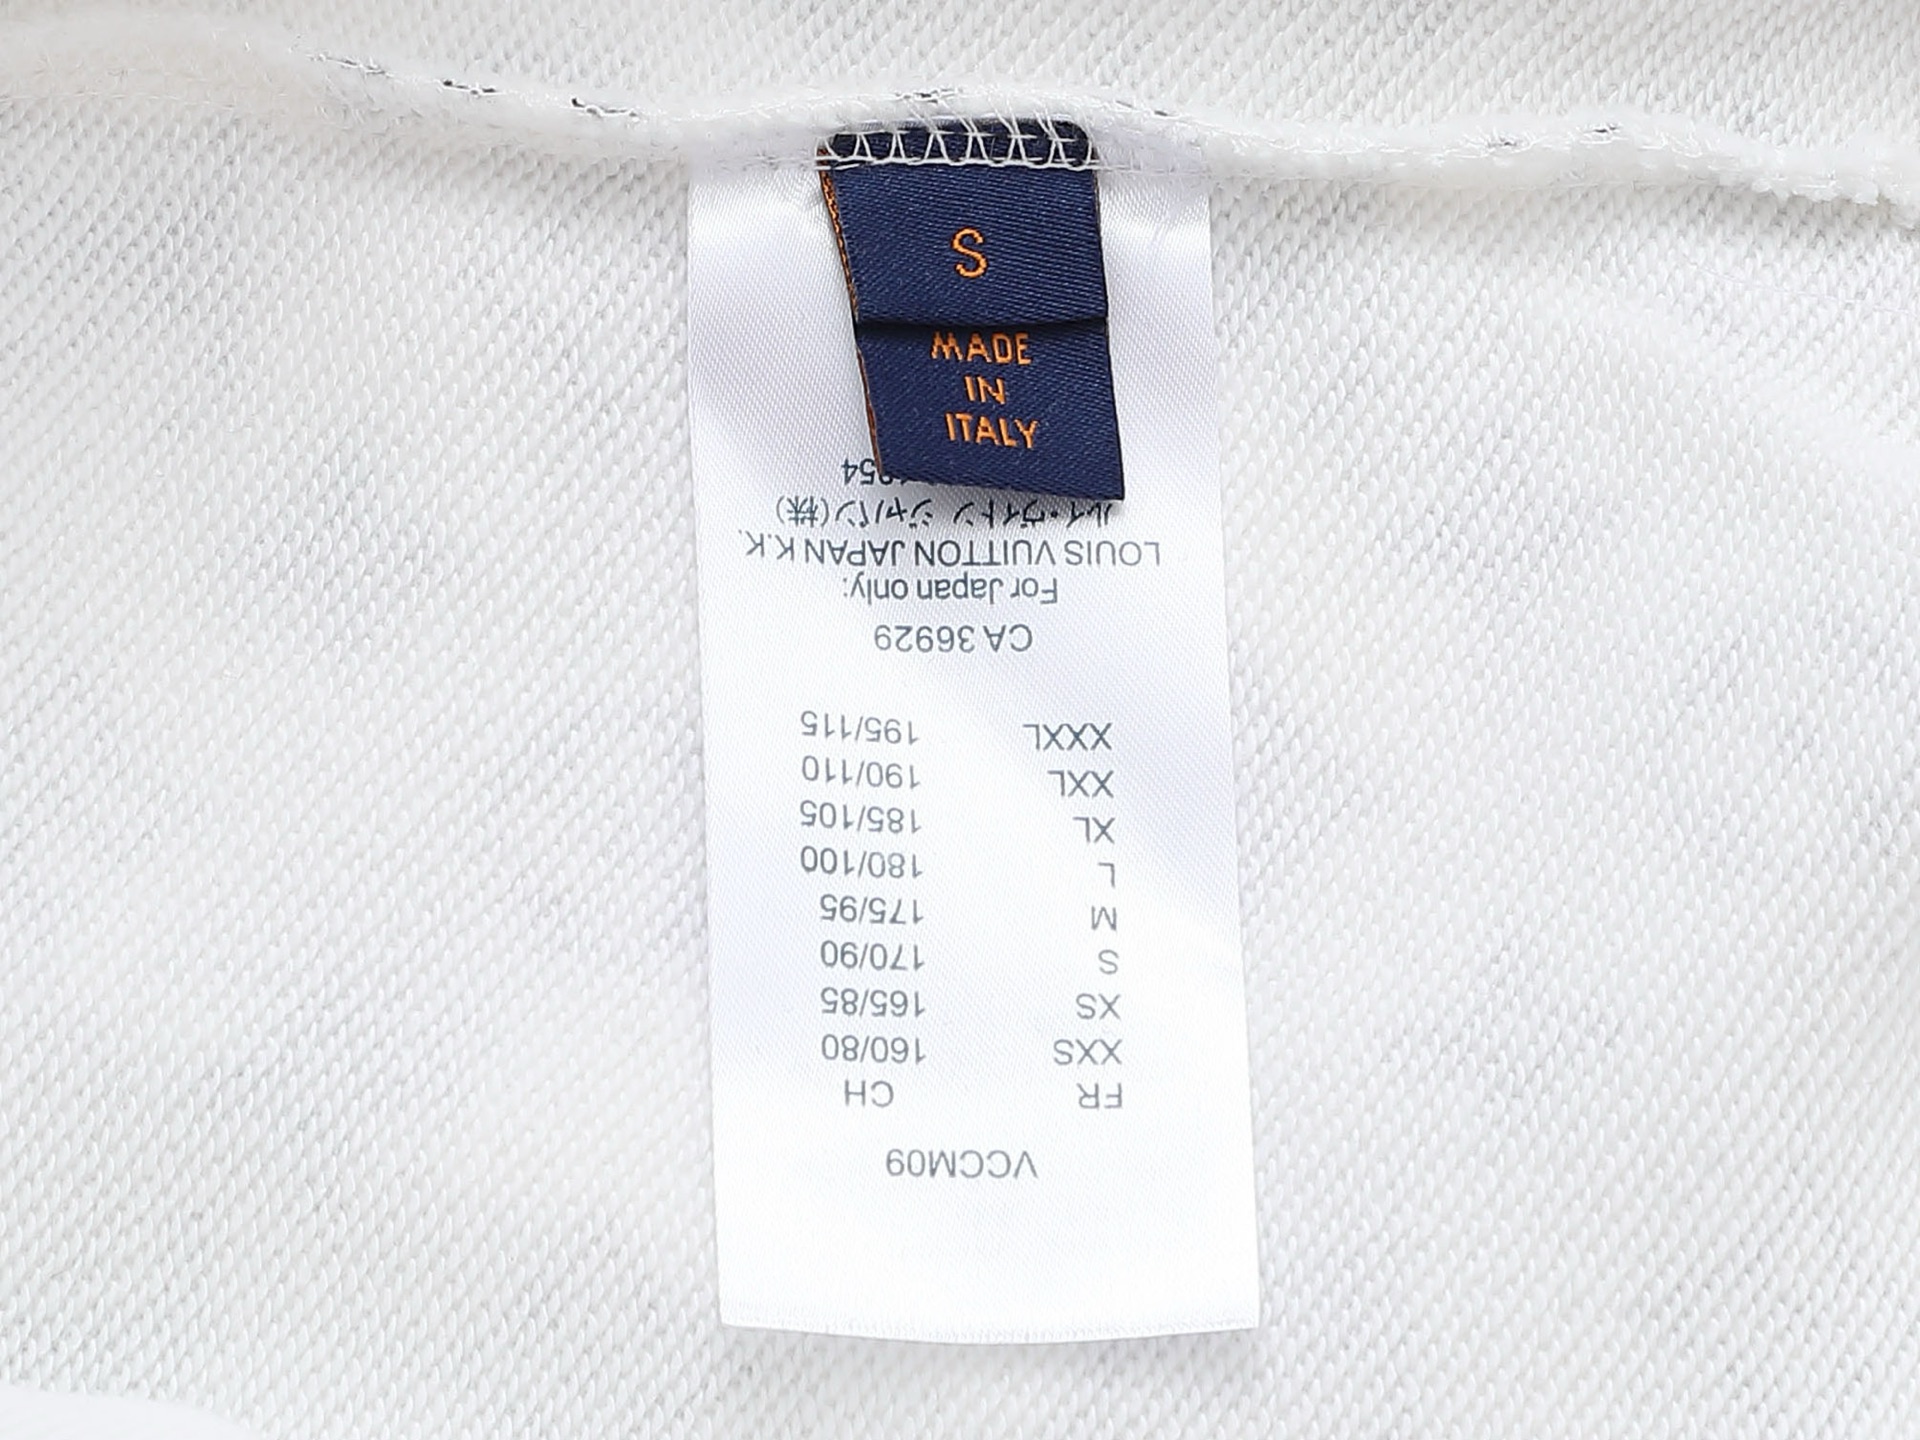 S
MADE
IN
ITALY
VCCM09
FR CH
XXS 160/80
XS 165/85
S 170/90
M 175/95
L 180/100
XL 185/105
XXL 190/110
XXXL 195/115
CA 36929
For Japan only:
LOUIS VUITTON JAPAN K.K.
ルイ・ヴィトン ジャパン(株)